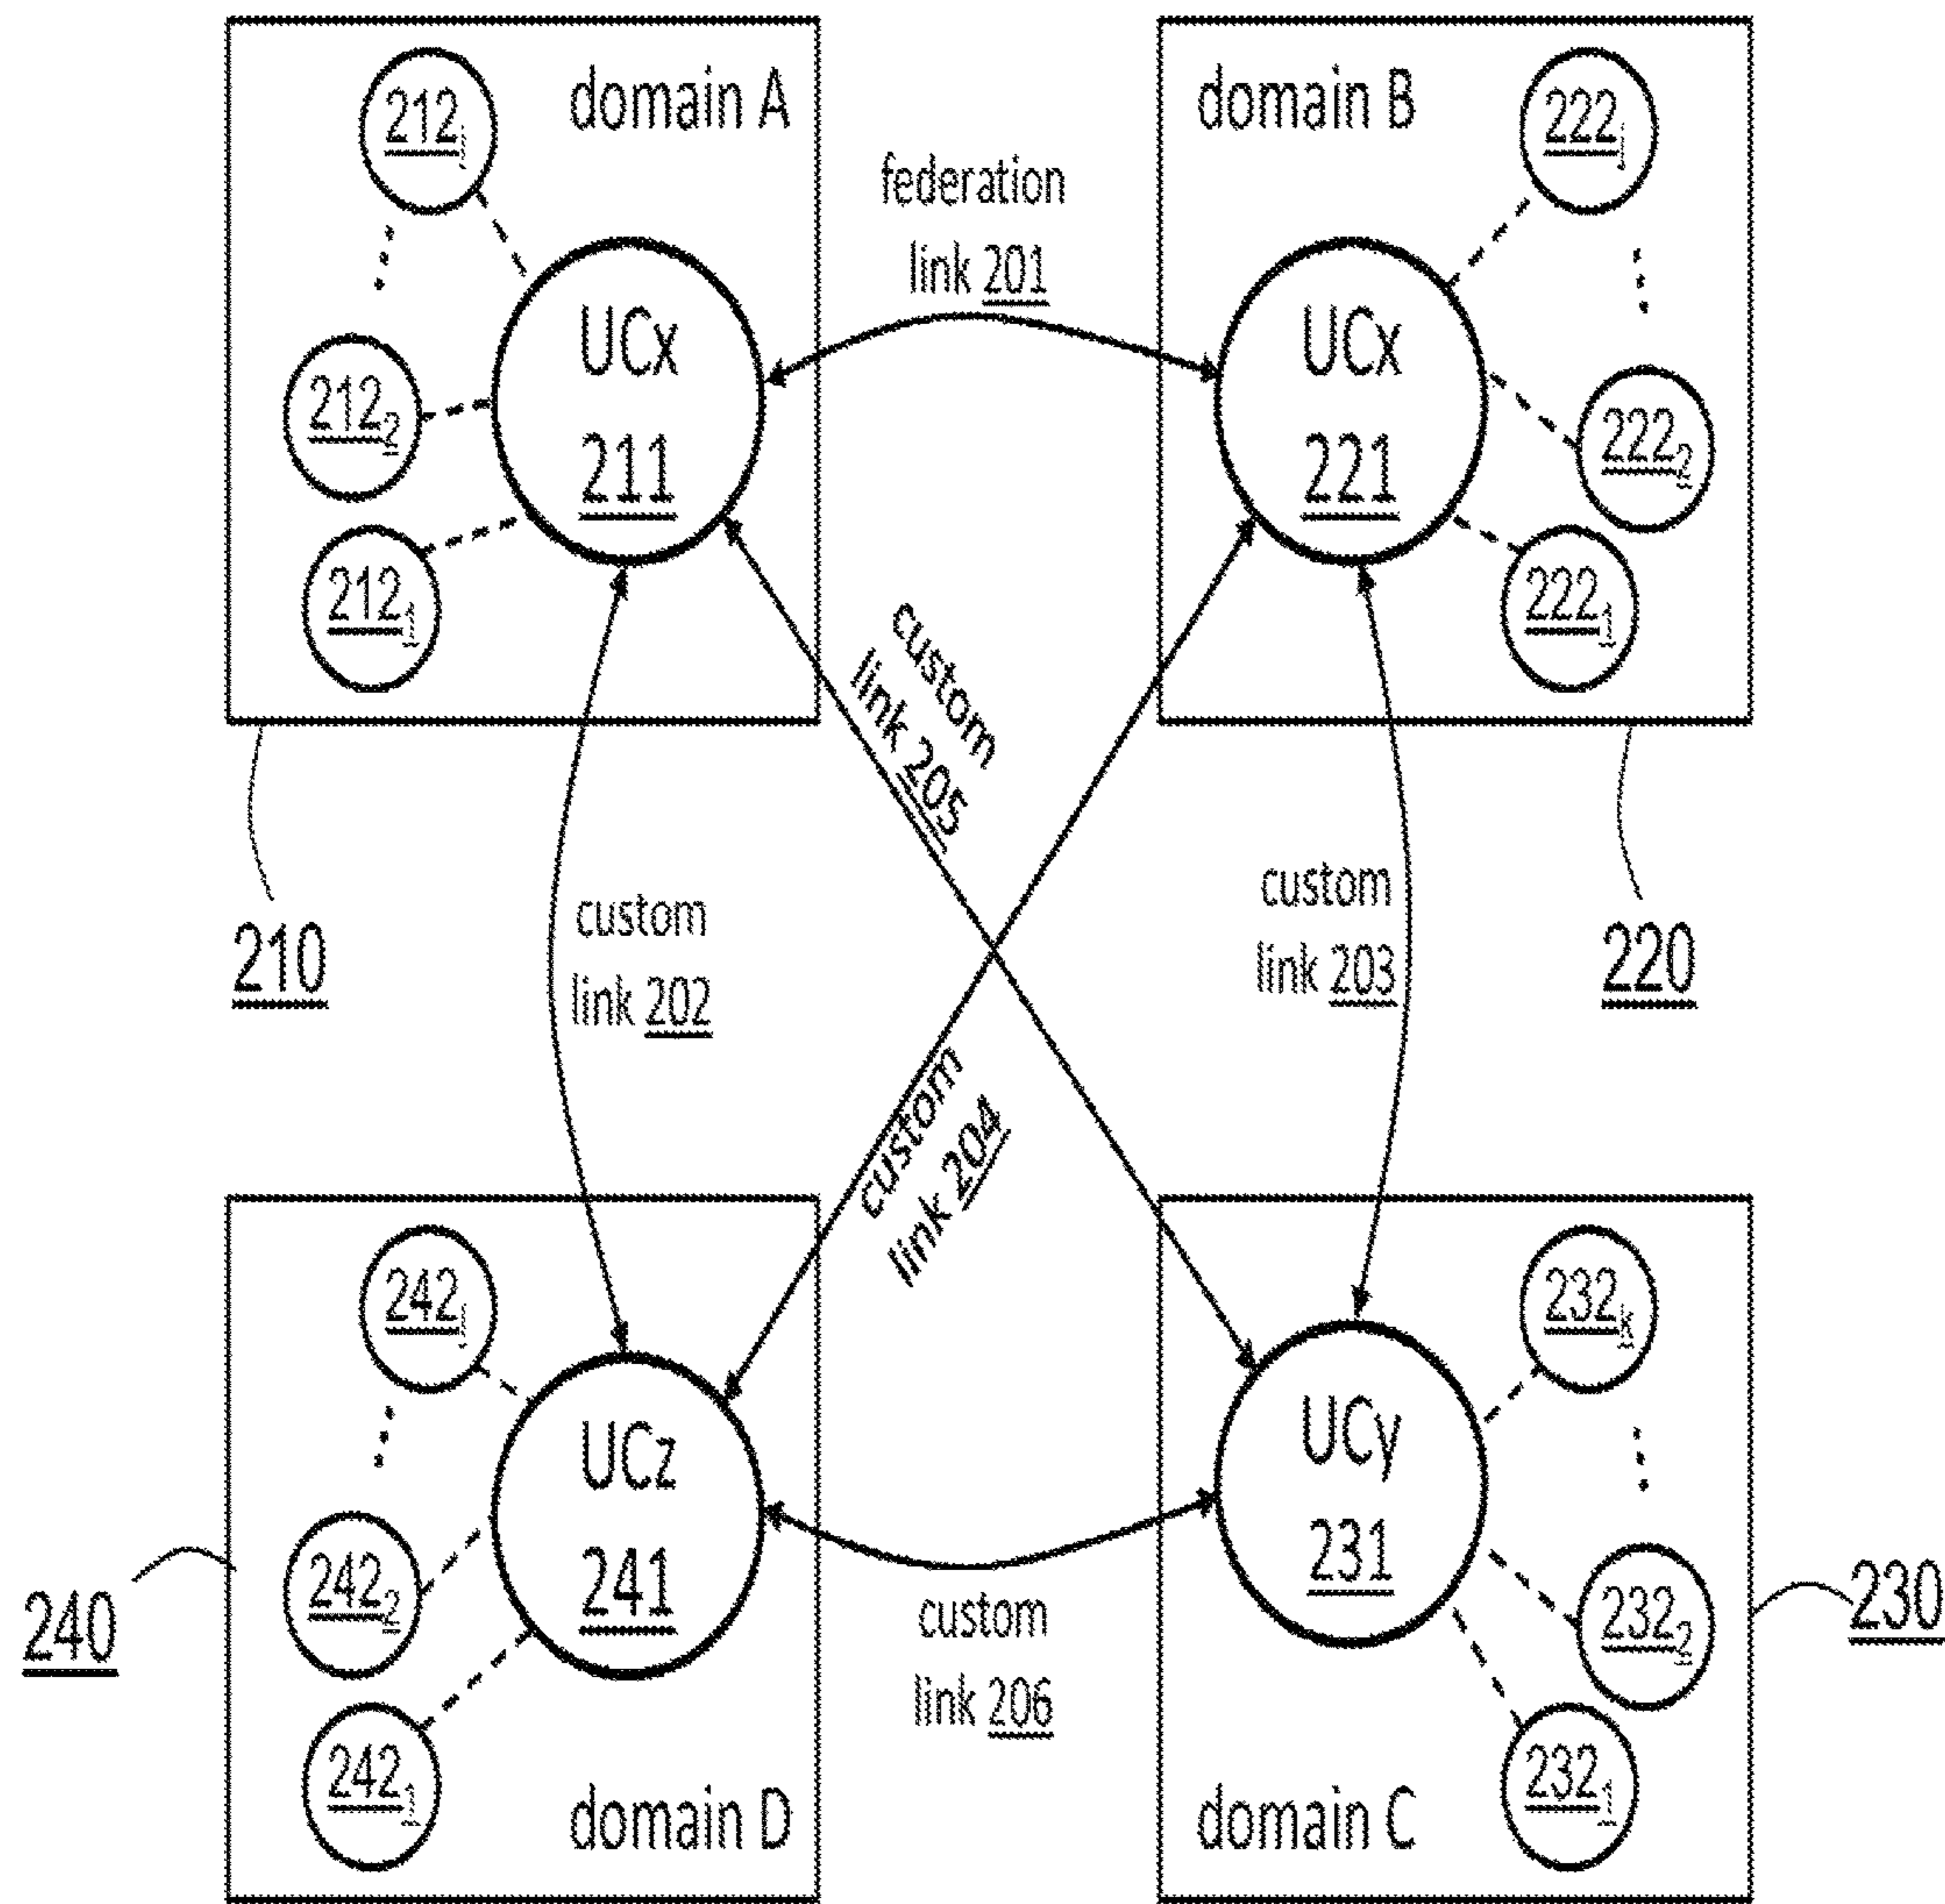 domain A
212i
UCx
211
212₂
212₁
210
federation
link 201
domain B
222j
UCx
221
222₂
222₁
220
custom
link 205
custom
link 202
custom
link 203
custom
link 204
242
UCz
241
242₂
242₁
domain D
240
custom
link 206
232k
UCy
231
232₂
232₁
domain C
230